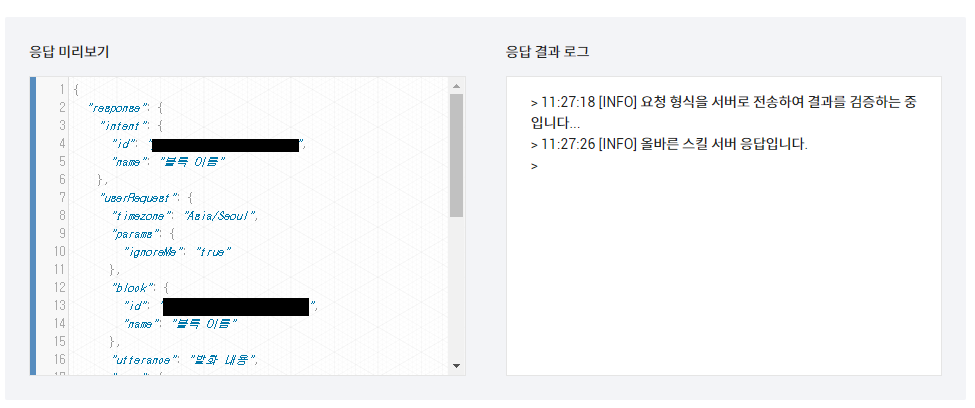 응답 미리보기
1 {
2 "response": {
3 "intent": {
4 "id": "",
5 "name": "블록 이름"
6 },
7 "userRequest": {
8 "timezone": "Asia/Seoul",
9 "params": {
10 "ignoreMe": "true"
11 },
12 "block": {
13 "id": "",
14 "name": "블록 이름"
15 },
16 "utterance": "발화 내용",
응답 결과 로그
> 11:27:18 [INFO] 요청 형식을 서버로 전송하여 결과를 검증하는 중
입니다...
> 11:27:26 [INFO] 올바른 스킬 서버 응답입니다.
>